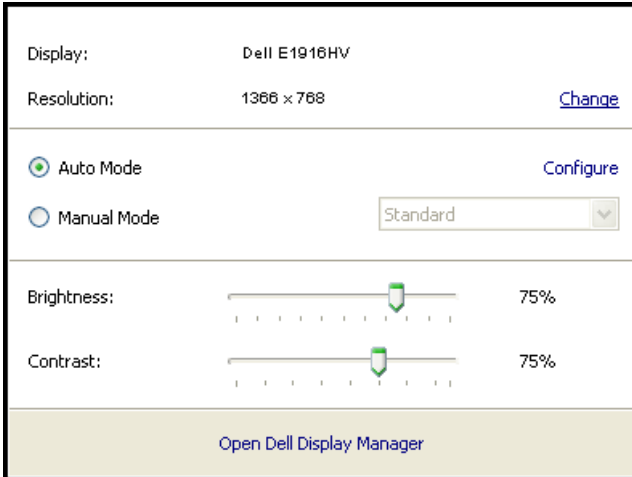 Display: Dell E1916HV
Resolution: 1366 x 768 Change
Auto Mode Configure
Manual Mode Standard
Brightness: 75%
Contrast: 75%
Open Dell Display Manager